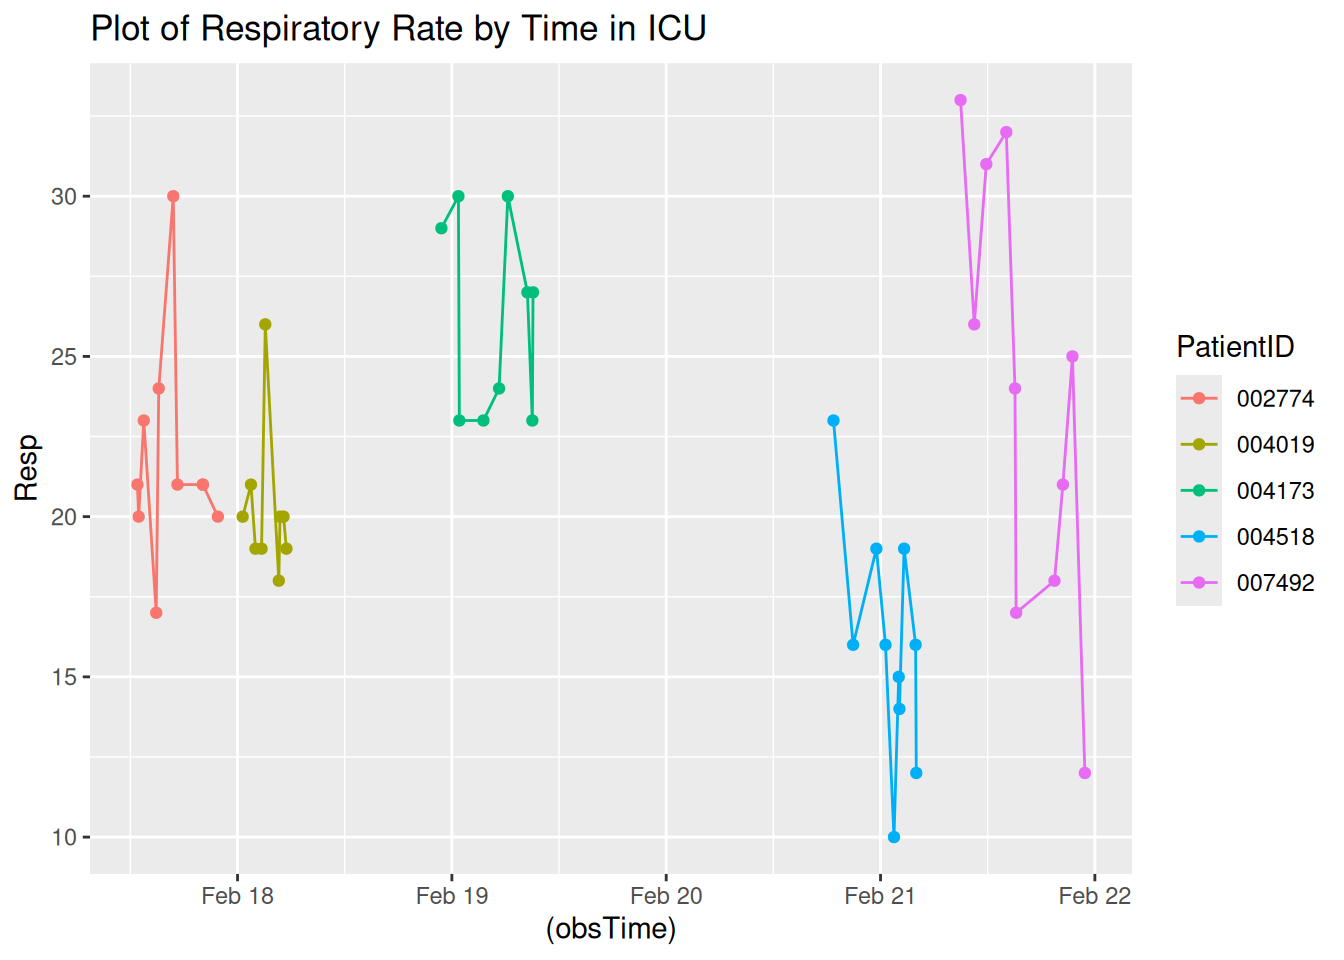 Plot of Respiratory Rate by Time in ICU
Resp
30
25
20
15
10
Feb 18
Feb 19
Feb 20
Feb 21
Feb 22
(obsTime)
PatientID
002774
004019
004173
004518
007492